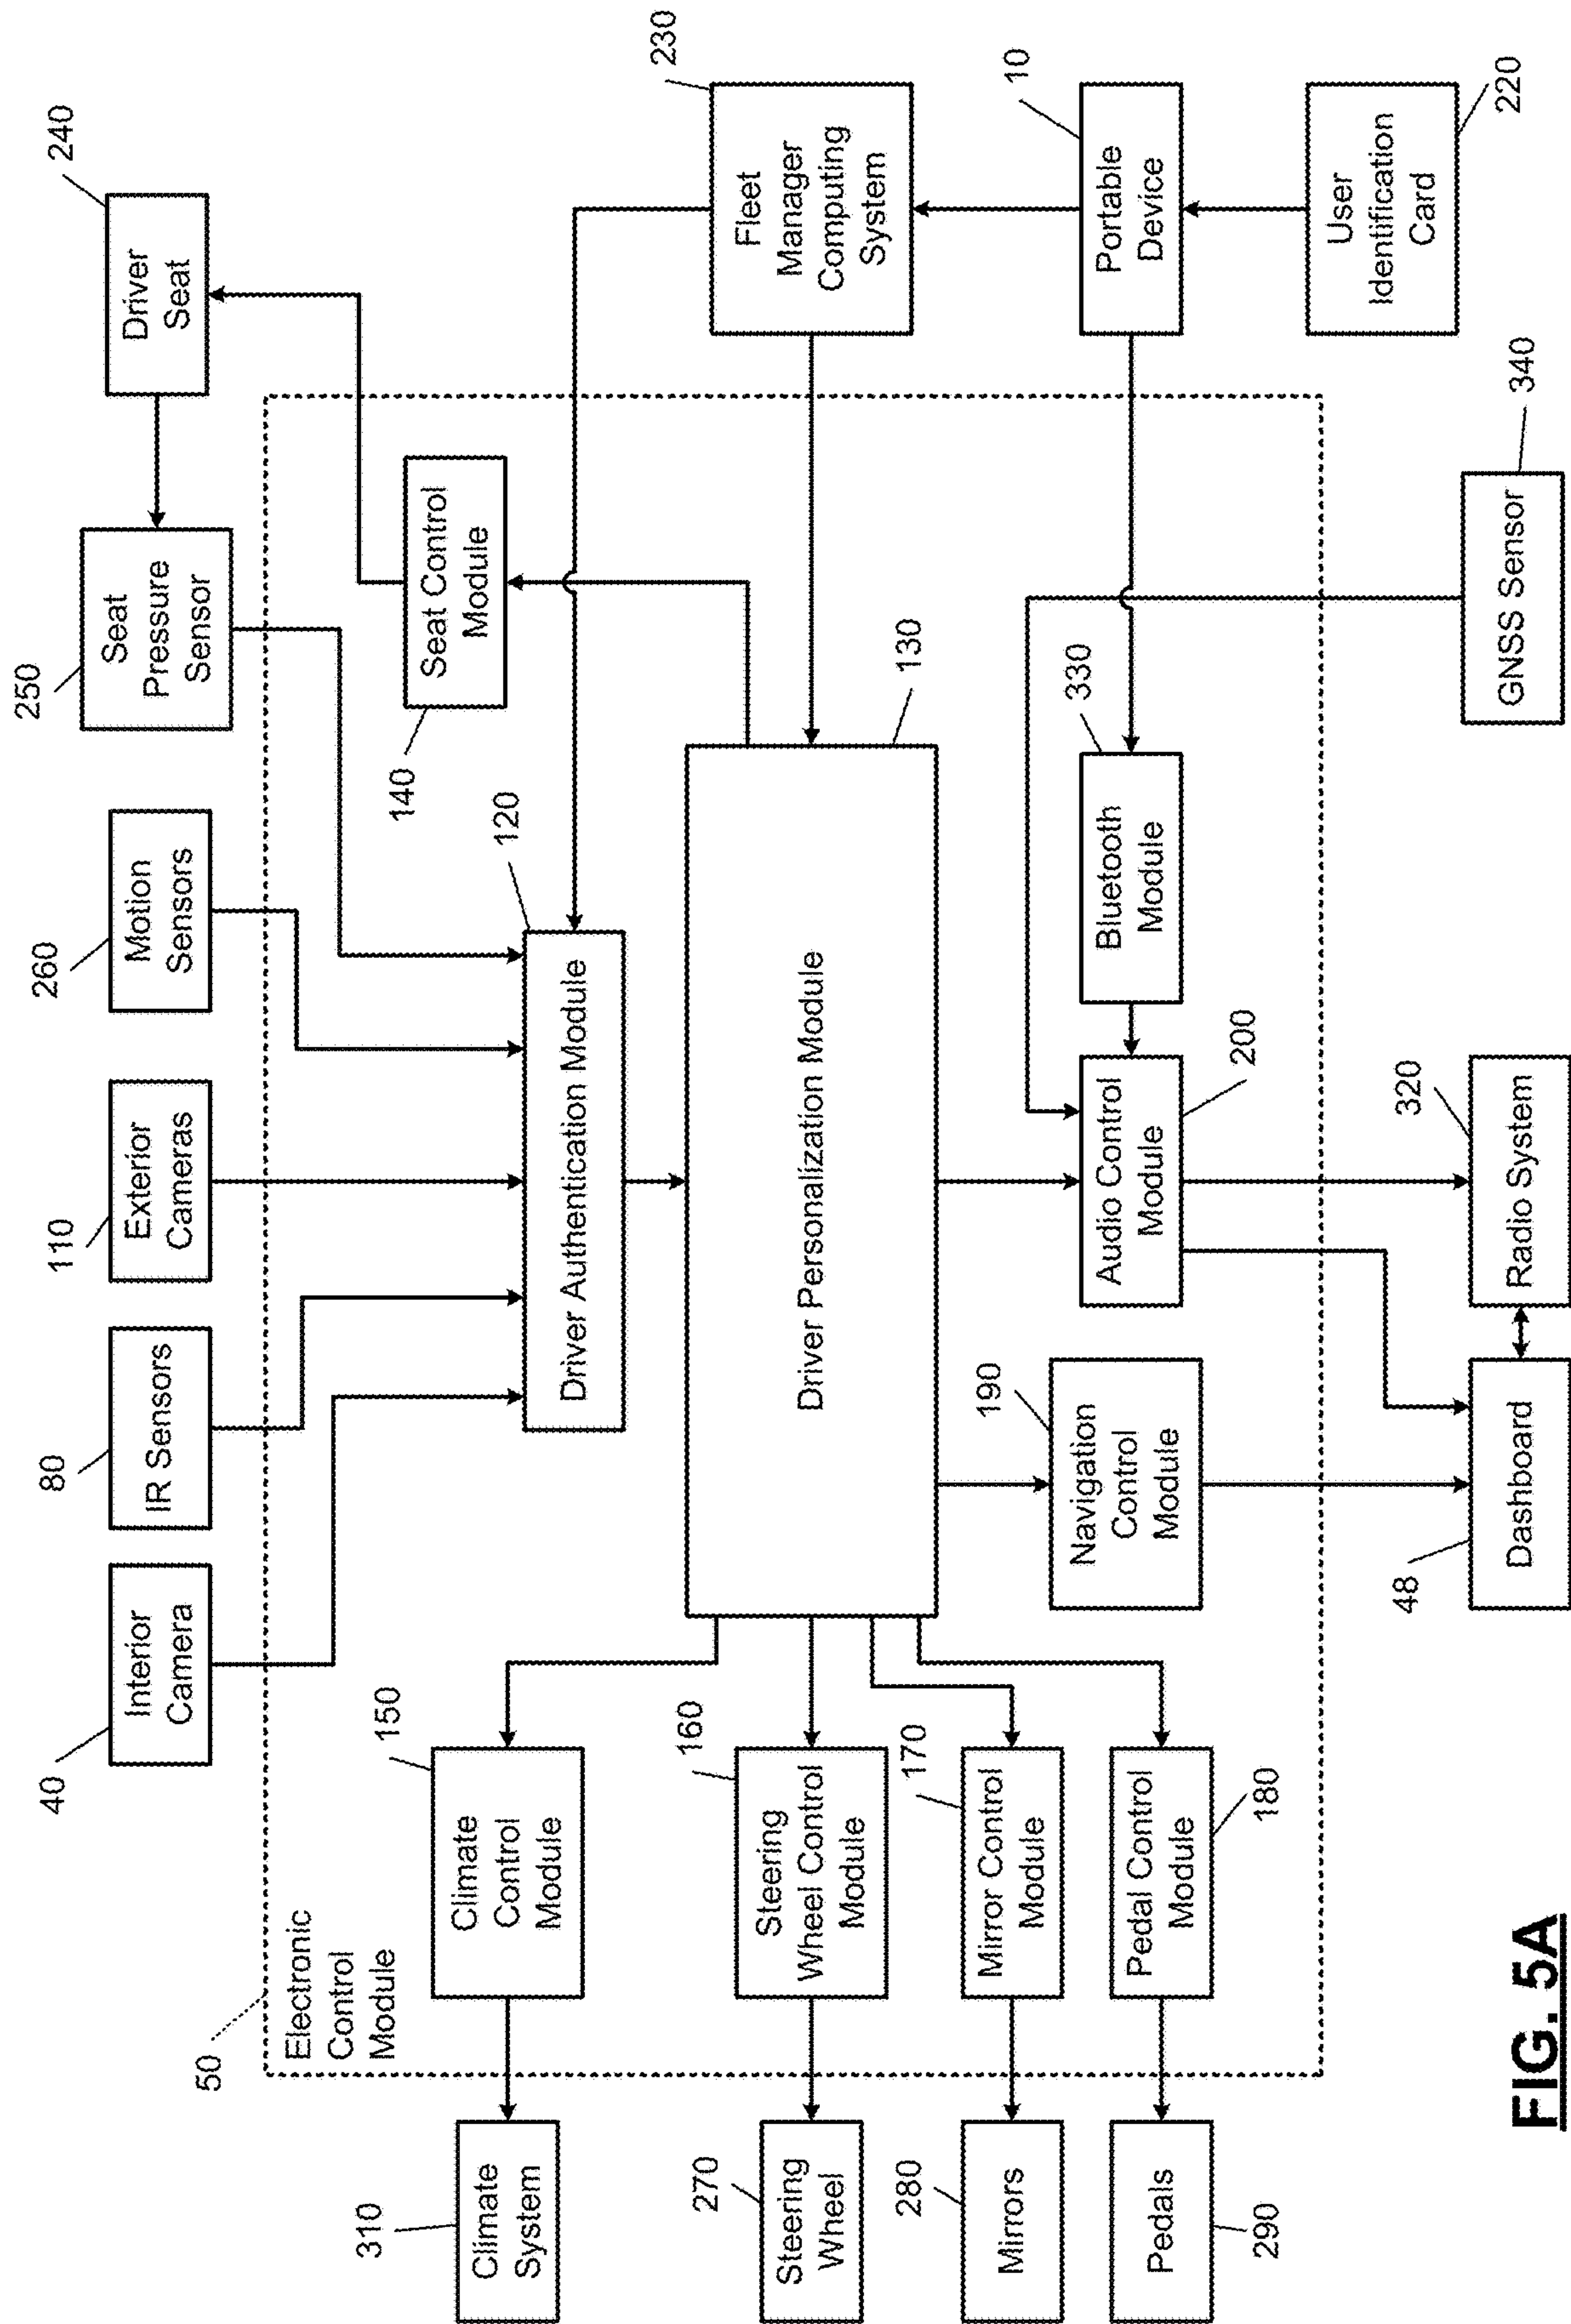 40
Interior
Camera
80
IR Sensors
110
Exterior
Cameras
260
Motion
Sensors
250
Seat
Pressure
Sensor
240
Driver
Seat
50
Electronic
Control
Module
120
Driver Authentication Module
140
Seat Control
Module
310
Climate
System
150
Climate
Control
Module
130
Driver Personalization Module
230
Fleet
Manager
Computing
System
270
Steering
Wheel
160
Steering
Wheel Control
Module
280
Mirrors
170
Mirror Control
Module
290
Pedals
180
Pedal Control
Module
190
Navigation
Control
Module
200
Audio Control
Module
330
Bluetooth
Module
10
Portable
Device
220
User
Identification
Card
48
Dashboard
320
Radio System
340
GNSS Sensor
FIG. 5A